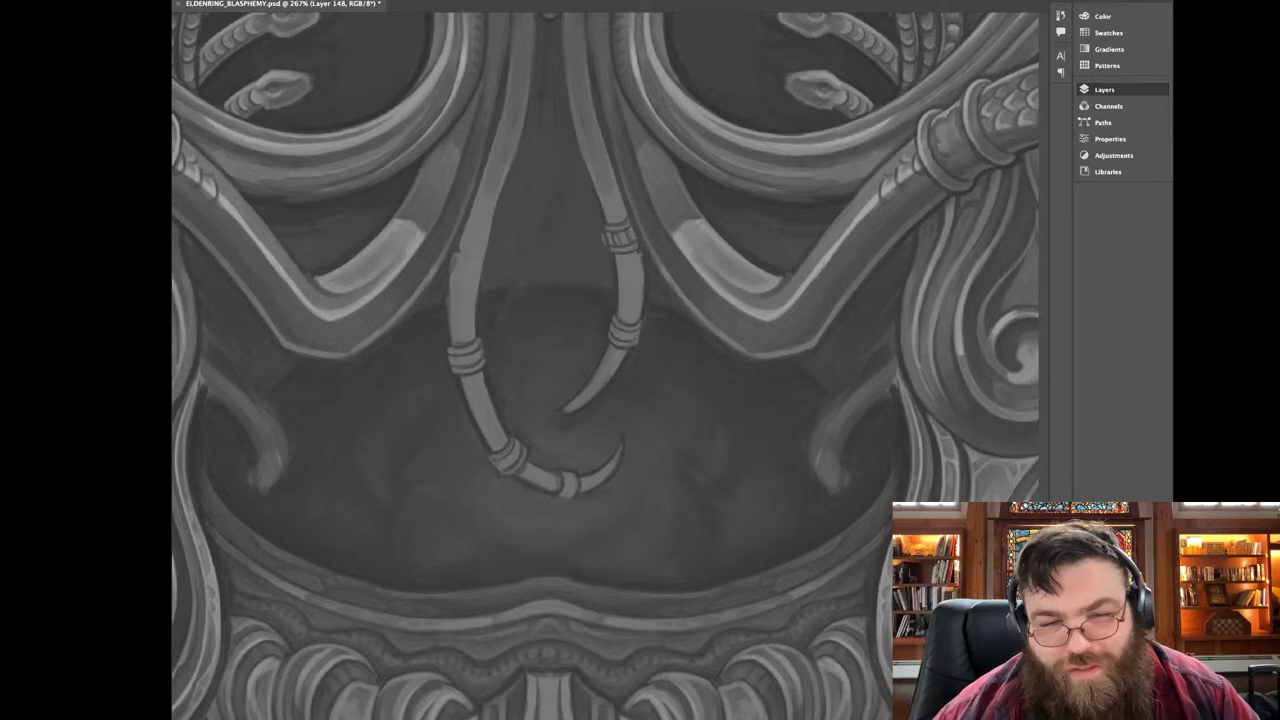 × ELDENRING_BLASPHEMY.psd @ 267% (Layer 148, RGB/8*) *
Color
Swatches
Gradients
Patterns
Layers
Channels
Paths
Properties
Adjustments
Libraries